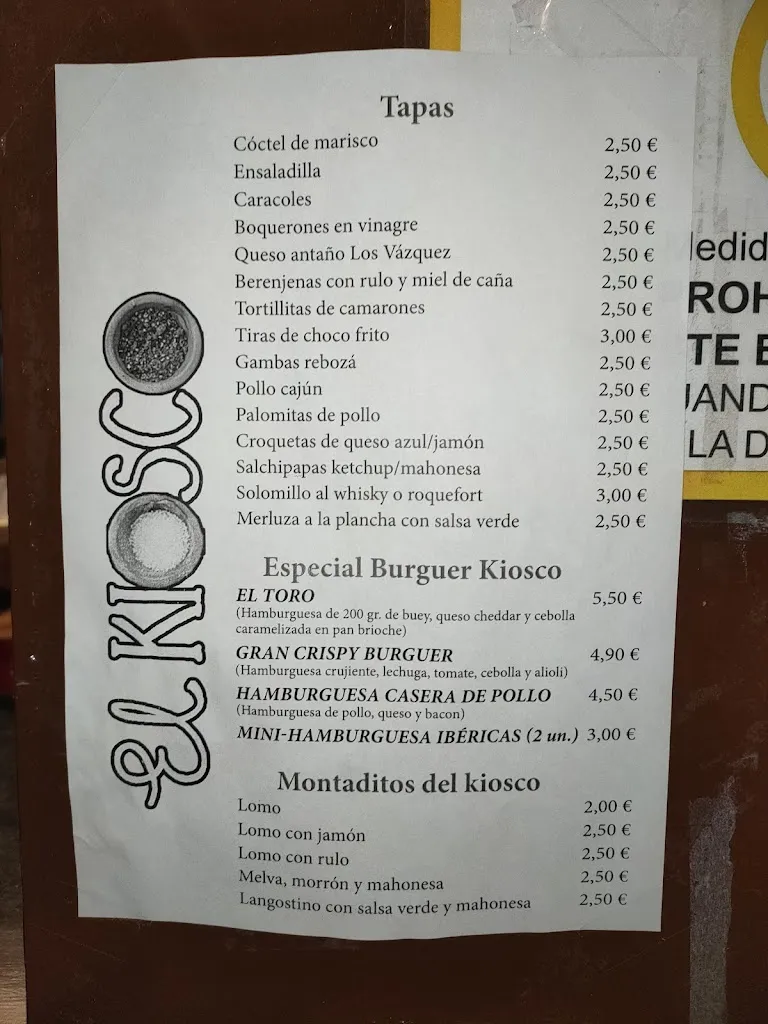 Tapas
Cóctel de marisco 2,50 €
Ensaladilla 2,50 €
Caracoles 2,50 €
Boquerones en vinagre 2,50 €
Queso antaño Los Vázquez 2,50 €
Berenjenas con rulo y miel de caña 2,50 €
Tortillitas de camarones 2,50 €
Tiras de choco frito 3,00 €
Gambas rebozá 2,50 €
Pollo cajún 2,50 €
Palomitas de pollo 2,50 €
Croquetas de queso azul/jamón 2,50 €
Salchipapas ketchup/mahonesa 2,50 €
Solomillo al whisky o roquefort 3,00 €
Merluza a la plancha con salsa verde 2,50 €
Especial Burguer Kiosco
EL TORO 5,50 €
(Hamburguesa de 200 gr. de buey, queso cheddar y cebolla
caramelizada en pan brioche)
GRAN CRISPY BURGUER 4,90 €
(Hamburguesa crujiente, lechuga, tomate, cebolla y alioli)
HAMBURGUESA CASERA DE POLLO 4,50 €
(Hamburguesa de pollo, queso y bacon)
MINI-HAMBURGUESA IBÉRICAS (2 un.) 3,00 €
Montaditos del kiosco
Lomo 2,00 €
Lomo con jamón 2,50 €
Lomo con rulo 2,50 €
Melva, morrón y mahonesa 2,50 €
Langostino con salsa verde y mahonesa 2,50 €
El KIOSCO
ledid
ROH
TE
JAND
LA D